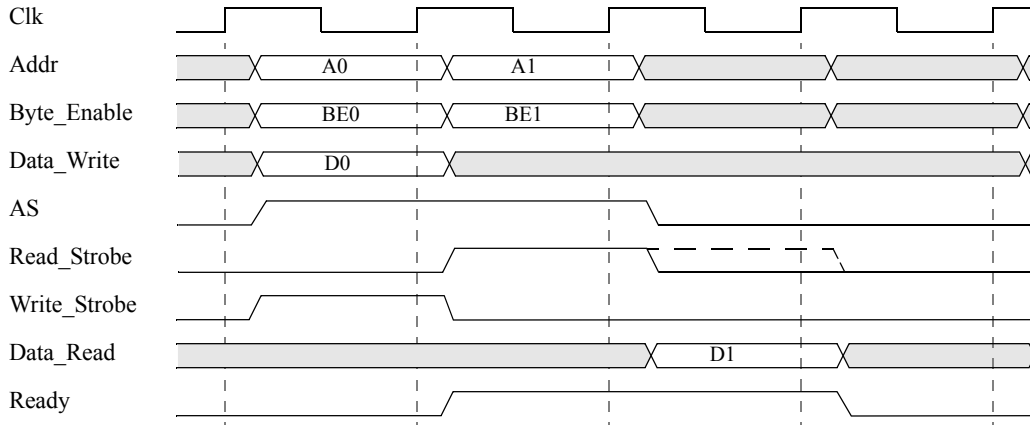 Clk
Addr A0 A1
Byte_Enable BE0 BE1
Data_Write D0
AS
Read_Strobe
Write_Strobe
Data_Read D1
Ready